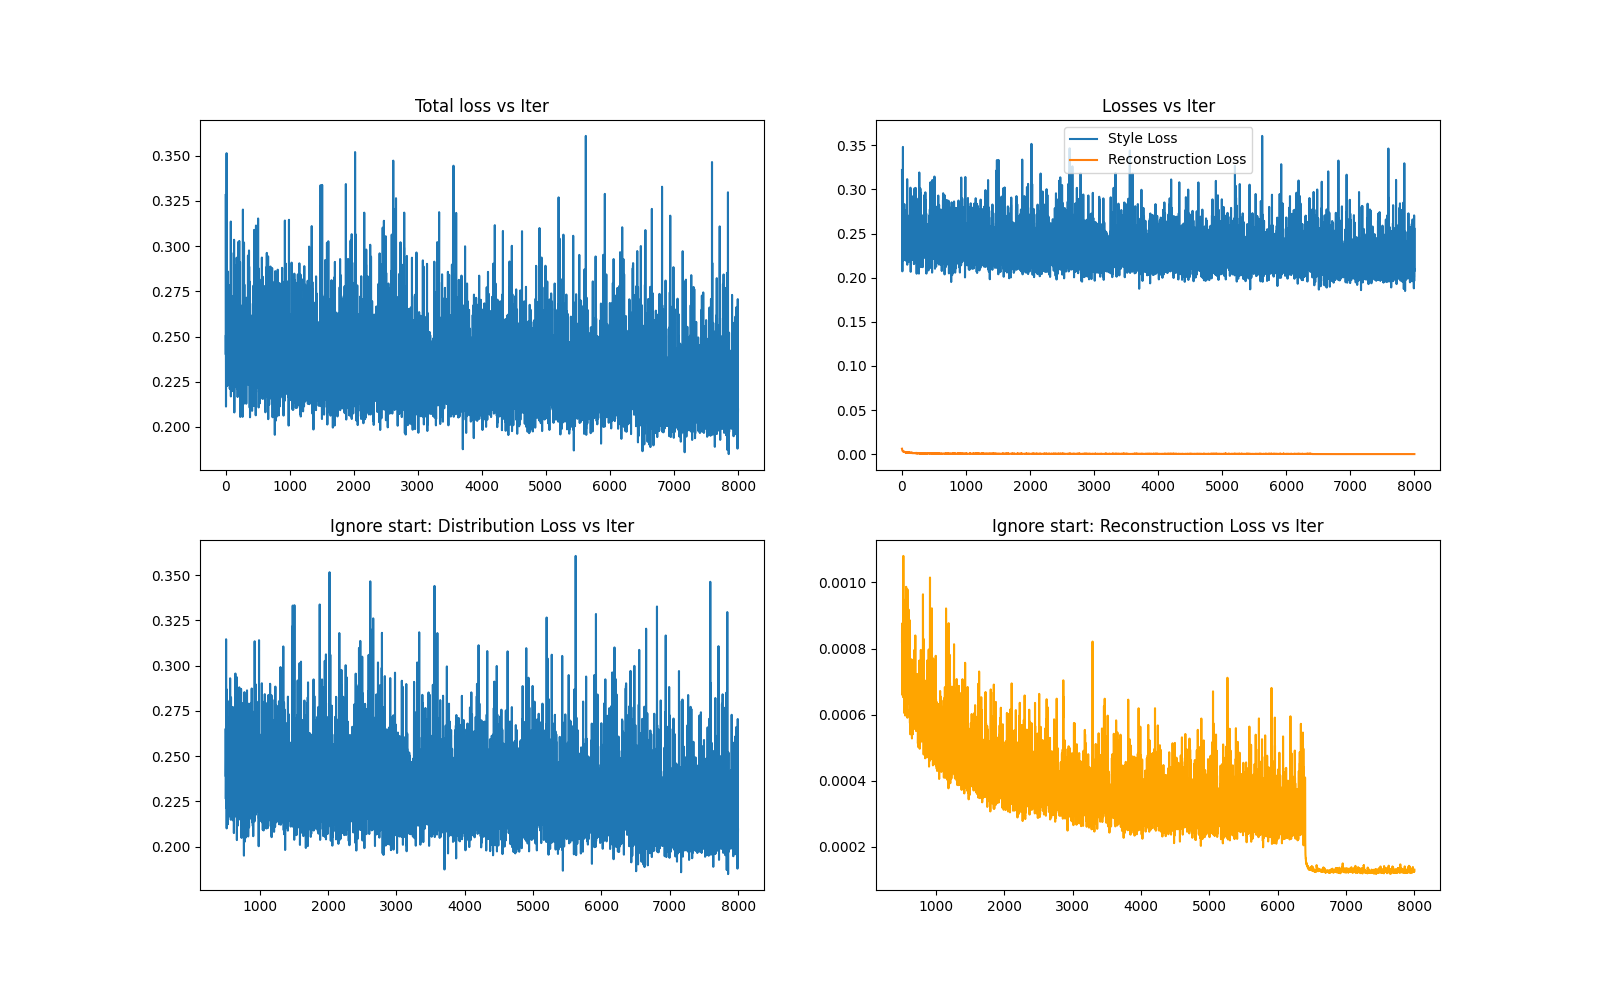 Total loss vs Iter
0.350
0.325
0.300
0.275
0.250
0.225
0.200
0 1000 2000 3000 4000 5000 6000 7000 8000
Losses vs Iter
Style Loss
Reconstruction Loss
0.35
0.30
0.25
0.20
0.15
0.10
0.05
0.00
0 1000 2000 3000 4000 5000 6000 7000 8000
Ignore start: Distribution Loss vs Iter
0.350
0.325
0.300
0.275
0.250
0.225
0.200
1000 2000 3000 4000 5000 6000 7000 8000
Ignore start: Reconstruction Loss vs Iter
0.0010
0.0008
0.0006
0.0004
0.0002
1000 2000 3000 4000 5000 6000 7000 8000